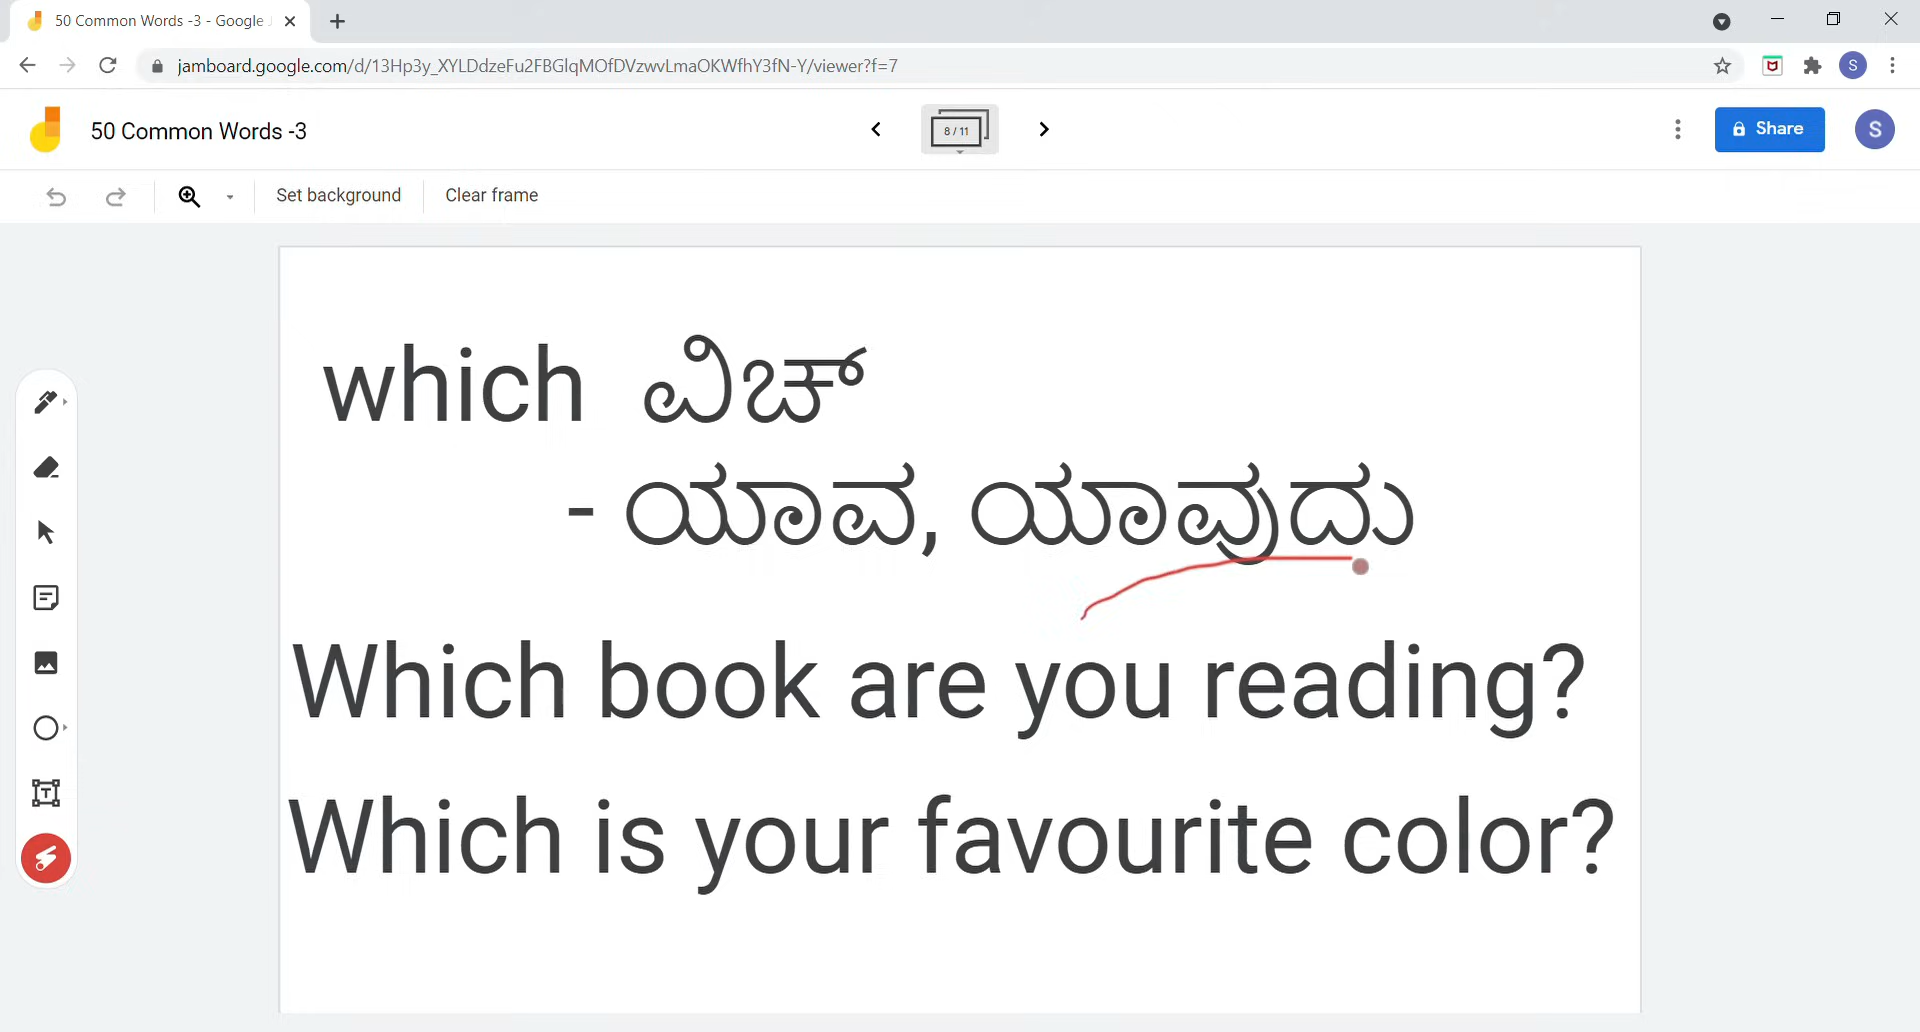 50 Common Words -3 - Google J
jamboard.google.com/d/13Hp3y_XYLDdzeFu2FBGlqMOfDVzwvLmaOKWfhY3fN-Y/viewer?f=7
S
50 Common Words -3
8 / 11
Share
S
Set background
Clear frame
which ವಿಚ್
- ಯಾವ, ಯಾವುದು
Which book are you reading?
Which is your favourite color?